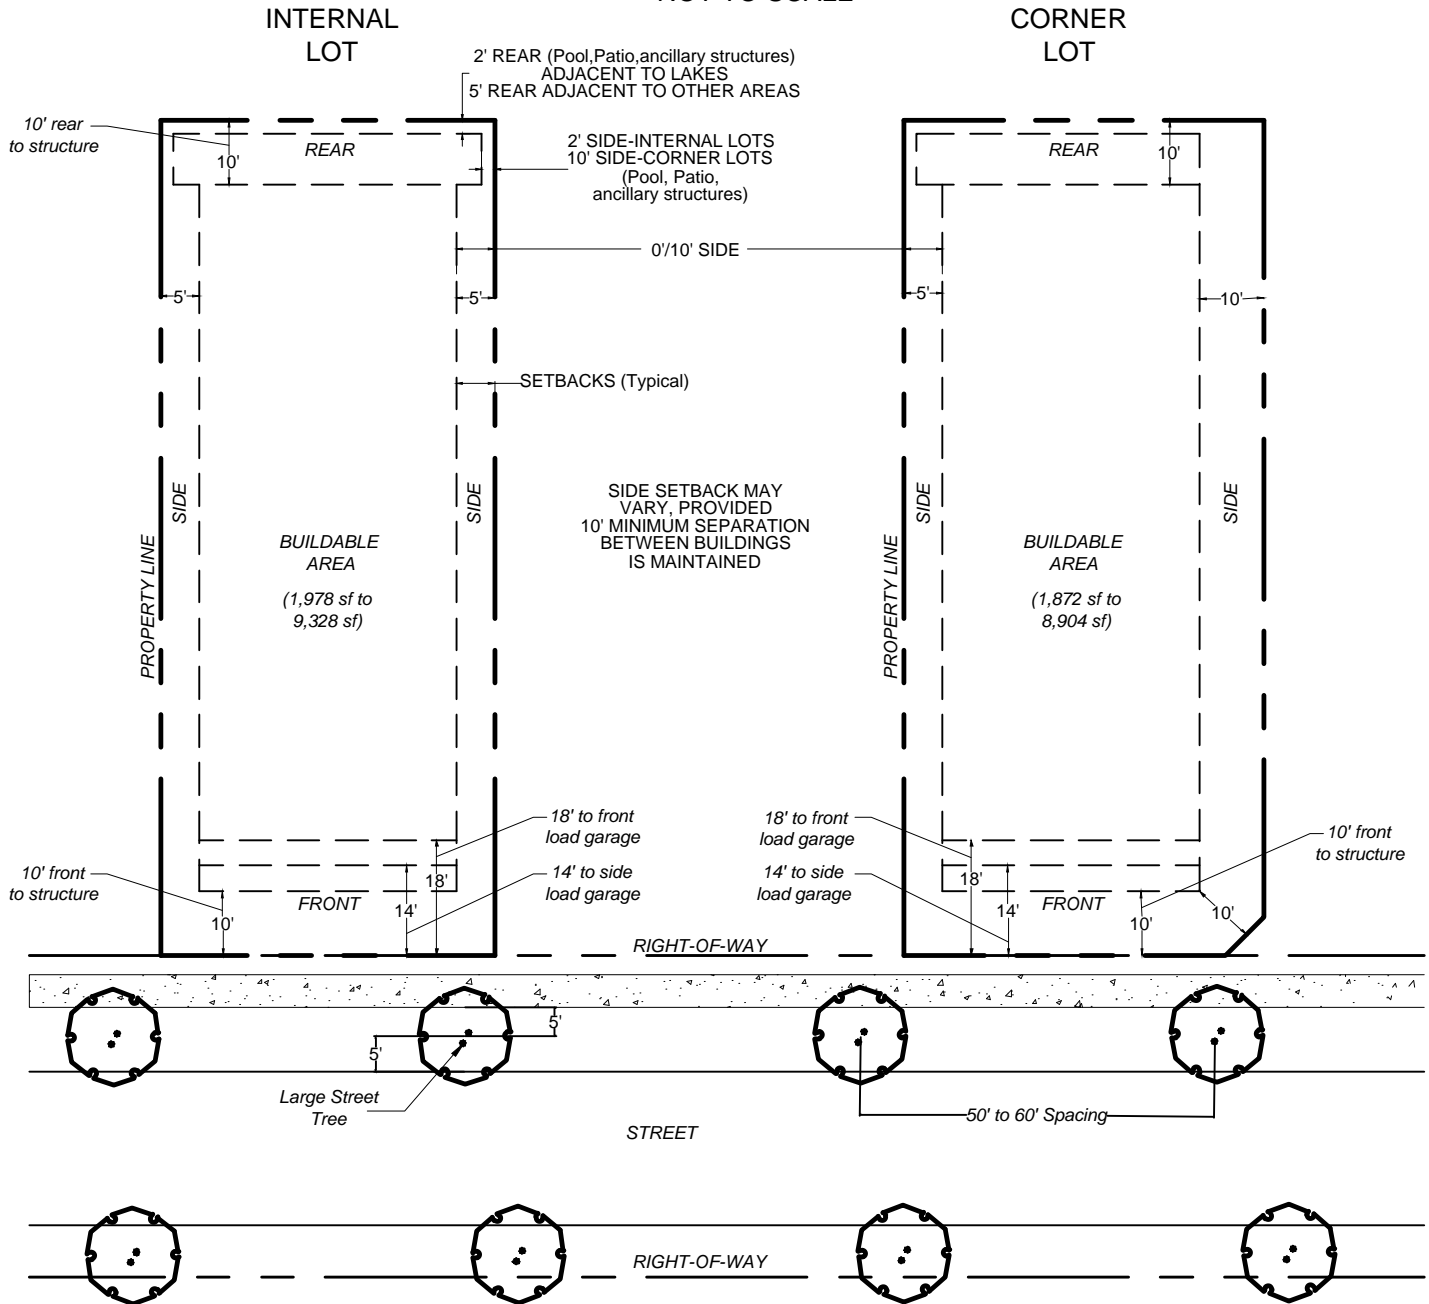 INTERNAL
LOT
CORNER
LOT
2' REAR (Pool,Patio,ancillary structures)
ADJACENT TO LAKES
5' REAR ADJACENT TO OTHER AREAS
10' rear
to structure
10'
REAR
2' SIDE-INTERNAL LOTS
10' SIDE-CORNER LOTS
(Pool, Patio,
ancillary structures)
REAR
10'
0'/10' SIDE
5'
5'
5'
10'
SETBACKS (Typical)
PROPERTY LINE
SIDE
SIDE
SIDE SETBACK MAY
VARY, PROVIDED
10' MINIMUM SEPARATION
BETWEEN BUILDINGS
IS MAINTAINED
PROPERTY LINE
SIDE
SIDE
BUILDABLE
AREA
(1,978 sf to
9,328 sf)
BUILDABLE
AREA
(1,872 sf to
8,904 sf)
18' to front
load garage
18' to front
load garage
10' front
to structure
10' front
to structure
14' to side
load garage
14' to side
load garage
10'
FRONT
14'
18'
18'
14'
FRONT
10'
10'
RIGHT-OF-WAY
5'
5'
Large Street
Tree
50' to 60' Spacing
STREET
RIGHT-OF-WAY